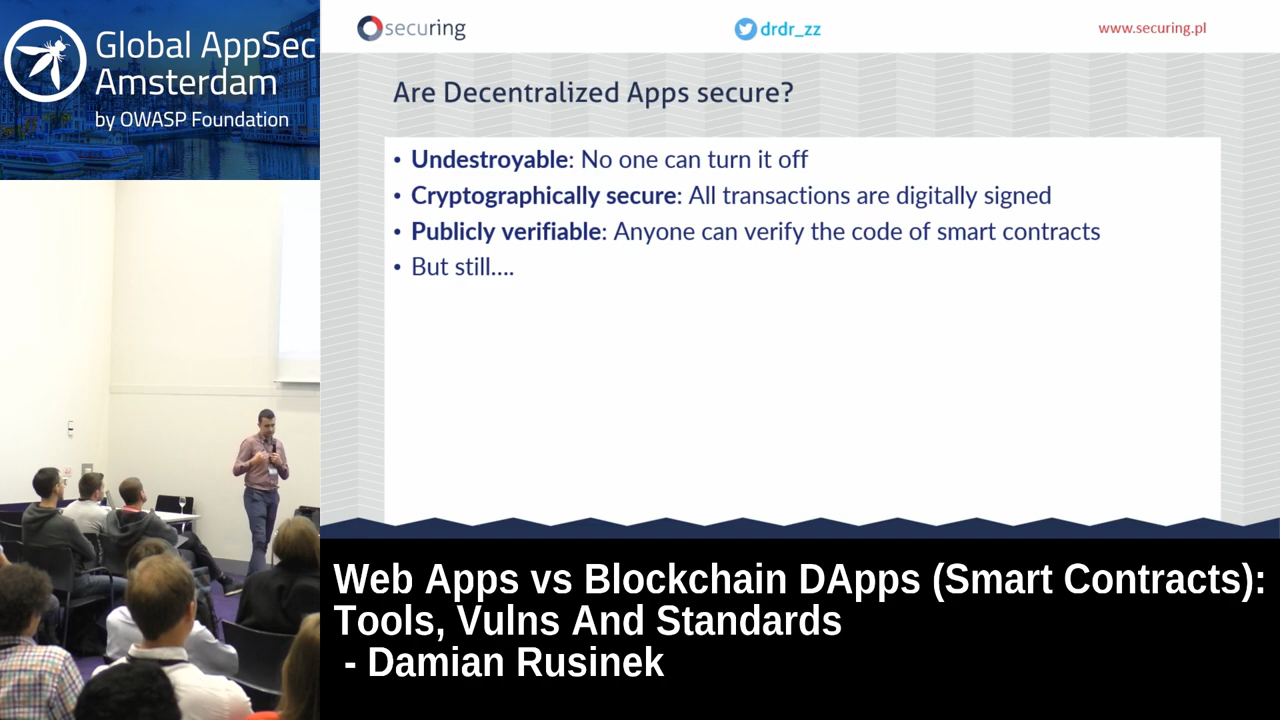 Global AppSec
Amsterdam
by OWASP Foundation
securing
drdr_zz
www.securing.pl
Are Decentralized Apps secure?
• Undestroyable: No one can turn it off
• Cryptographically secure: All transactions are digitally signed
• Publicly verifiable: Anyone can verify the code of smart contracts
• But still....
Web Apps vs Blockchain DApps (Smart Contracts):
Tools, Vulns And Standards
- Damian Rusinek